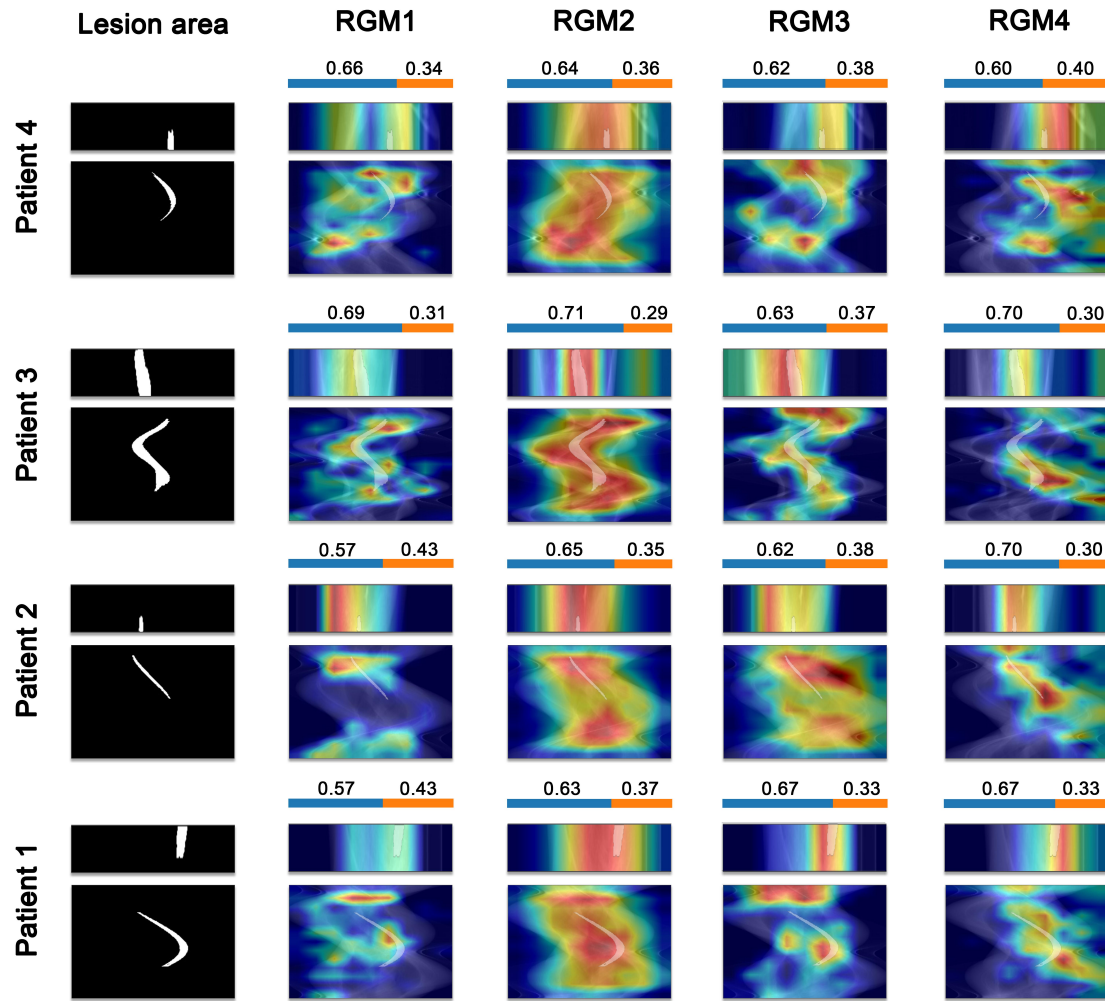 Lesion area RGM1 RGM2 RGM3 RGM4
0.66 0.34 0.64 0.36 0.62 0.38 0.60 0.40
Patient 4
0.69 0.31 0.71 0.29 0.63 0.37 0.70 0.30
Patient 3
0.57 0.43 0.65 0.35 0.62 0.38 0.70 0.30
Patient 2
0.57 0.43 0.63 0.37 0.67 0.33 0.67 0.33
Patient 1